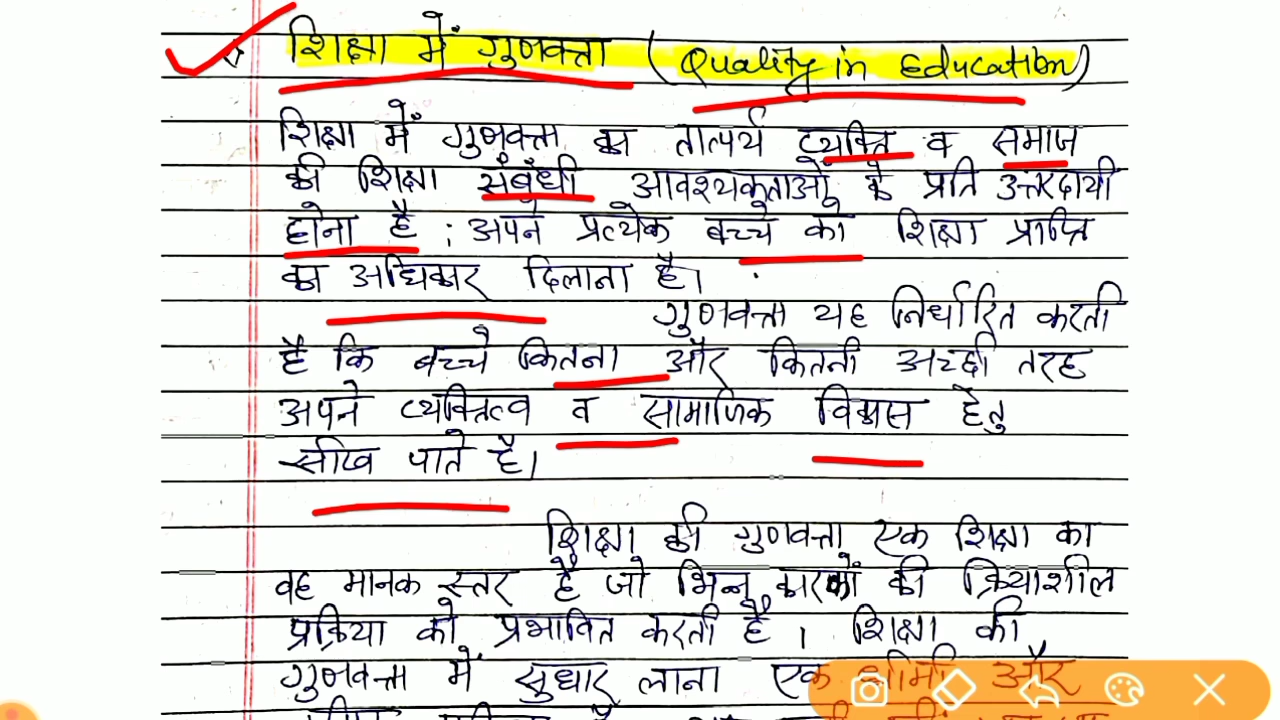 शिक्षा में गुणवत्ता ( Quality in Education)
शिक्षा में गुणवत्ता का तात्पर्य व्यक्ति व समाज
की शिक्षा संबंधी आवश्यकताओं के प्रति उत्तरदायी
होना है ; अपने प्रत्येक बच्चे को शिक्षा प्राप्ति
का अधिकार दिलाना है।
गुणवत्ता यह निर्धारित करती
है कि बच्चे कितना और कितनी अच्छी तरह
अपने व्यक्तित्व व सामाजिक विकास हेतु
सीख पाते है।
शिक्षा की गुणवत्ता एक शिक्षा का
वह मानक स्तर है जो भिन्न कारकों की क्रियाशील
प्रक्रिया को प्रभावित करती है । शिक्षा की
गुणवत्ता में सुधार लाना एक धीमी और